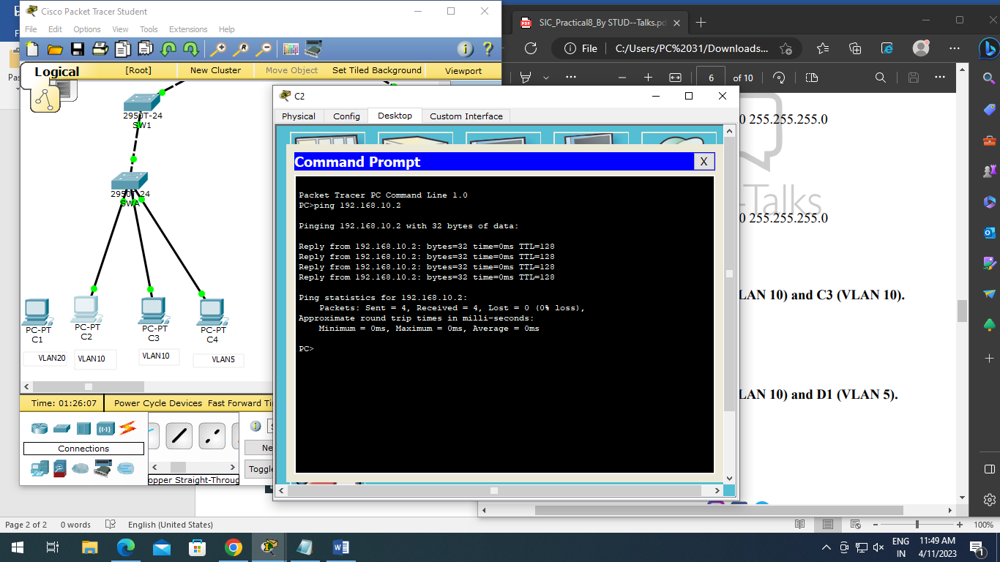 Cisco Packet Tracer Student
File Edit Options View Tools Extensions Help
Logical
[Root]
New Cluster
Move Object
Set Tiled Background
Viewport
2950T-24
SW1
2950T-24
SWA
PC-PT
C1
PC-PT
C2
PC-PT
C3
PC-PT
C4
VLAN20
VLAN10
VLAN10
VLAN5
Time: 01:26:07
Power Cycle Devices Fast Forward Ti
Connections
opper Straight-Throug
Ne
Toggle
C2
Physical Config Desktop Custom Interface
Command Prompt
X
Packet Tracer PC Command Line 1.0
PC>ping 192.168.10.2
Pinging 192.168.10.2 with 32 bytes of data:
Reply from 192.168.10.2: bytes=32 time=0ms TTL=128
Reply from 192.168.10.2: bytes=32 time=0ms TTL=128
Reply from 192.168.10.2: bytes=32 time=0ms TTL=128
Reply from 192.168.10.2: bytes=32 time=0ms TTL=128
Ping statistics for 192.168.10.2:
Packets: Sent = 4, Received = 4, Lost = 0 (0% loss),
Approximate round trip times in milli-seconds:
Minimum = 0ms, Maximum = 0ms, Average = 0ms
PC>
SIC_Practical8_By STUD--Talks.pd
File C:/Users/PC%2031/Downloads...
6 of 10
0 255.255.255.0
-Talks
0 255.255.255.0
LAN 10) and C3 (VLAN 10).
LAN 10) and D1 (VLAN 5).
Pas
Page 2 of 2 0 words English (United States)
100%
ENG
IN
11:49 AM
4/11/2023
1